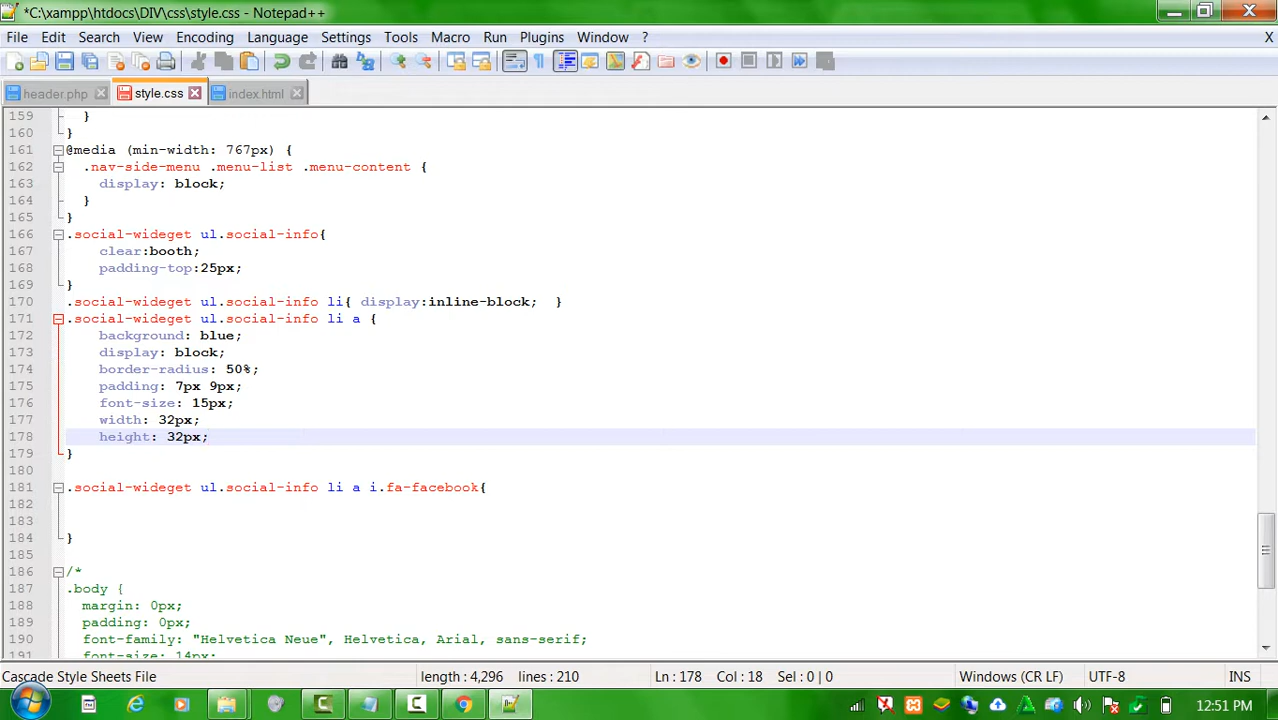 *C:\xampp\htdocs\DIV\css\style.css - Notepad++
File Edit Search View Encoding Language Settings Tools Macro Run Plugins Window ? X
header.php style.css index.html
159 }
160 }
161 @media (min-width: 767px) {
162 .nav-side-menu .menu-list .menu-content {
163 display: block;
164 }
165 }
166 .social-wideget ul.social-info{
167 clear:booth;
168 padding-top:25px;
169 }
170 .social-wideget ul.social-info li{ display:inline-block; }
171 .social-wideget ul.social-info li a {
172 background: blue;
173 display: block;
174 border-radius: 50%;
175 padding: 7px 9px;
176 font-size: 15px;
177 width: 32px;
178 height: 32px;
179 }
180
181 .social-wideget ul.social-info li a i.fa-facebook{
182
183
184 }
185
186 /*
187 .body {
188 margin: 0px;
189 padding: 0px;
190 font-family: "Helvetica Neue", Helvetica, Arial, sans-serif;
191 font-size: 14px;
Cascade Style Sheets File length : 4,296 lines : 210 Ln : 178 Col : 18 Sel : 0 | 0 Windows (CR LF) UTF-8 INS
12:51 PM